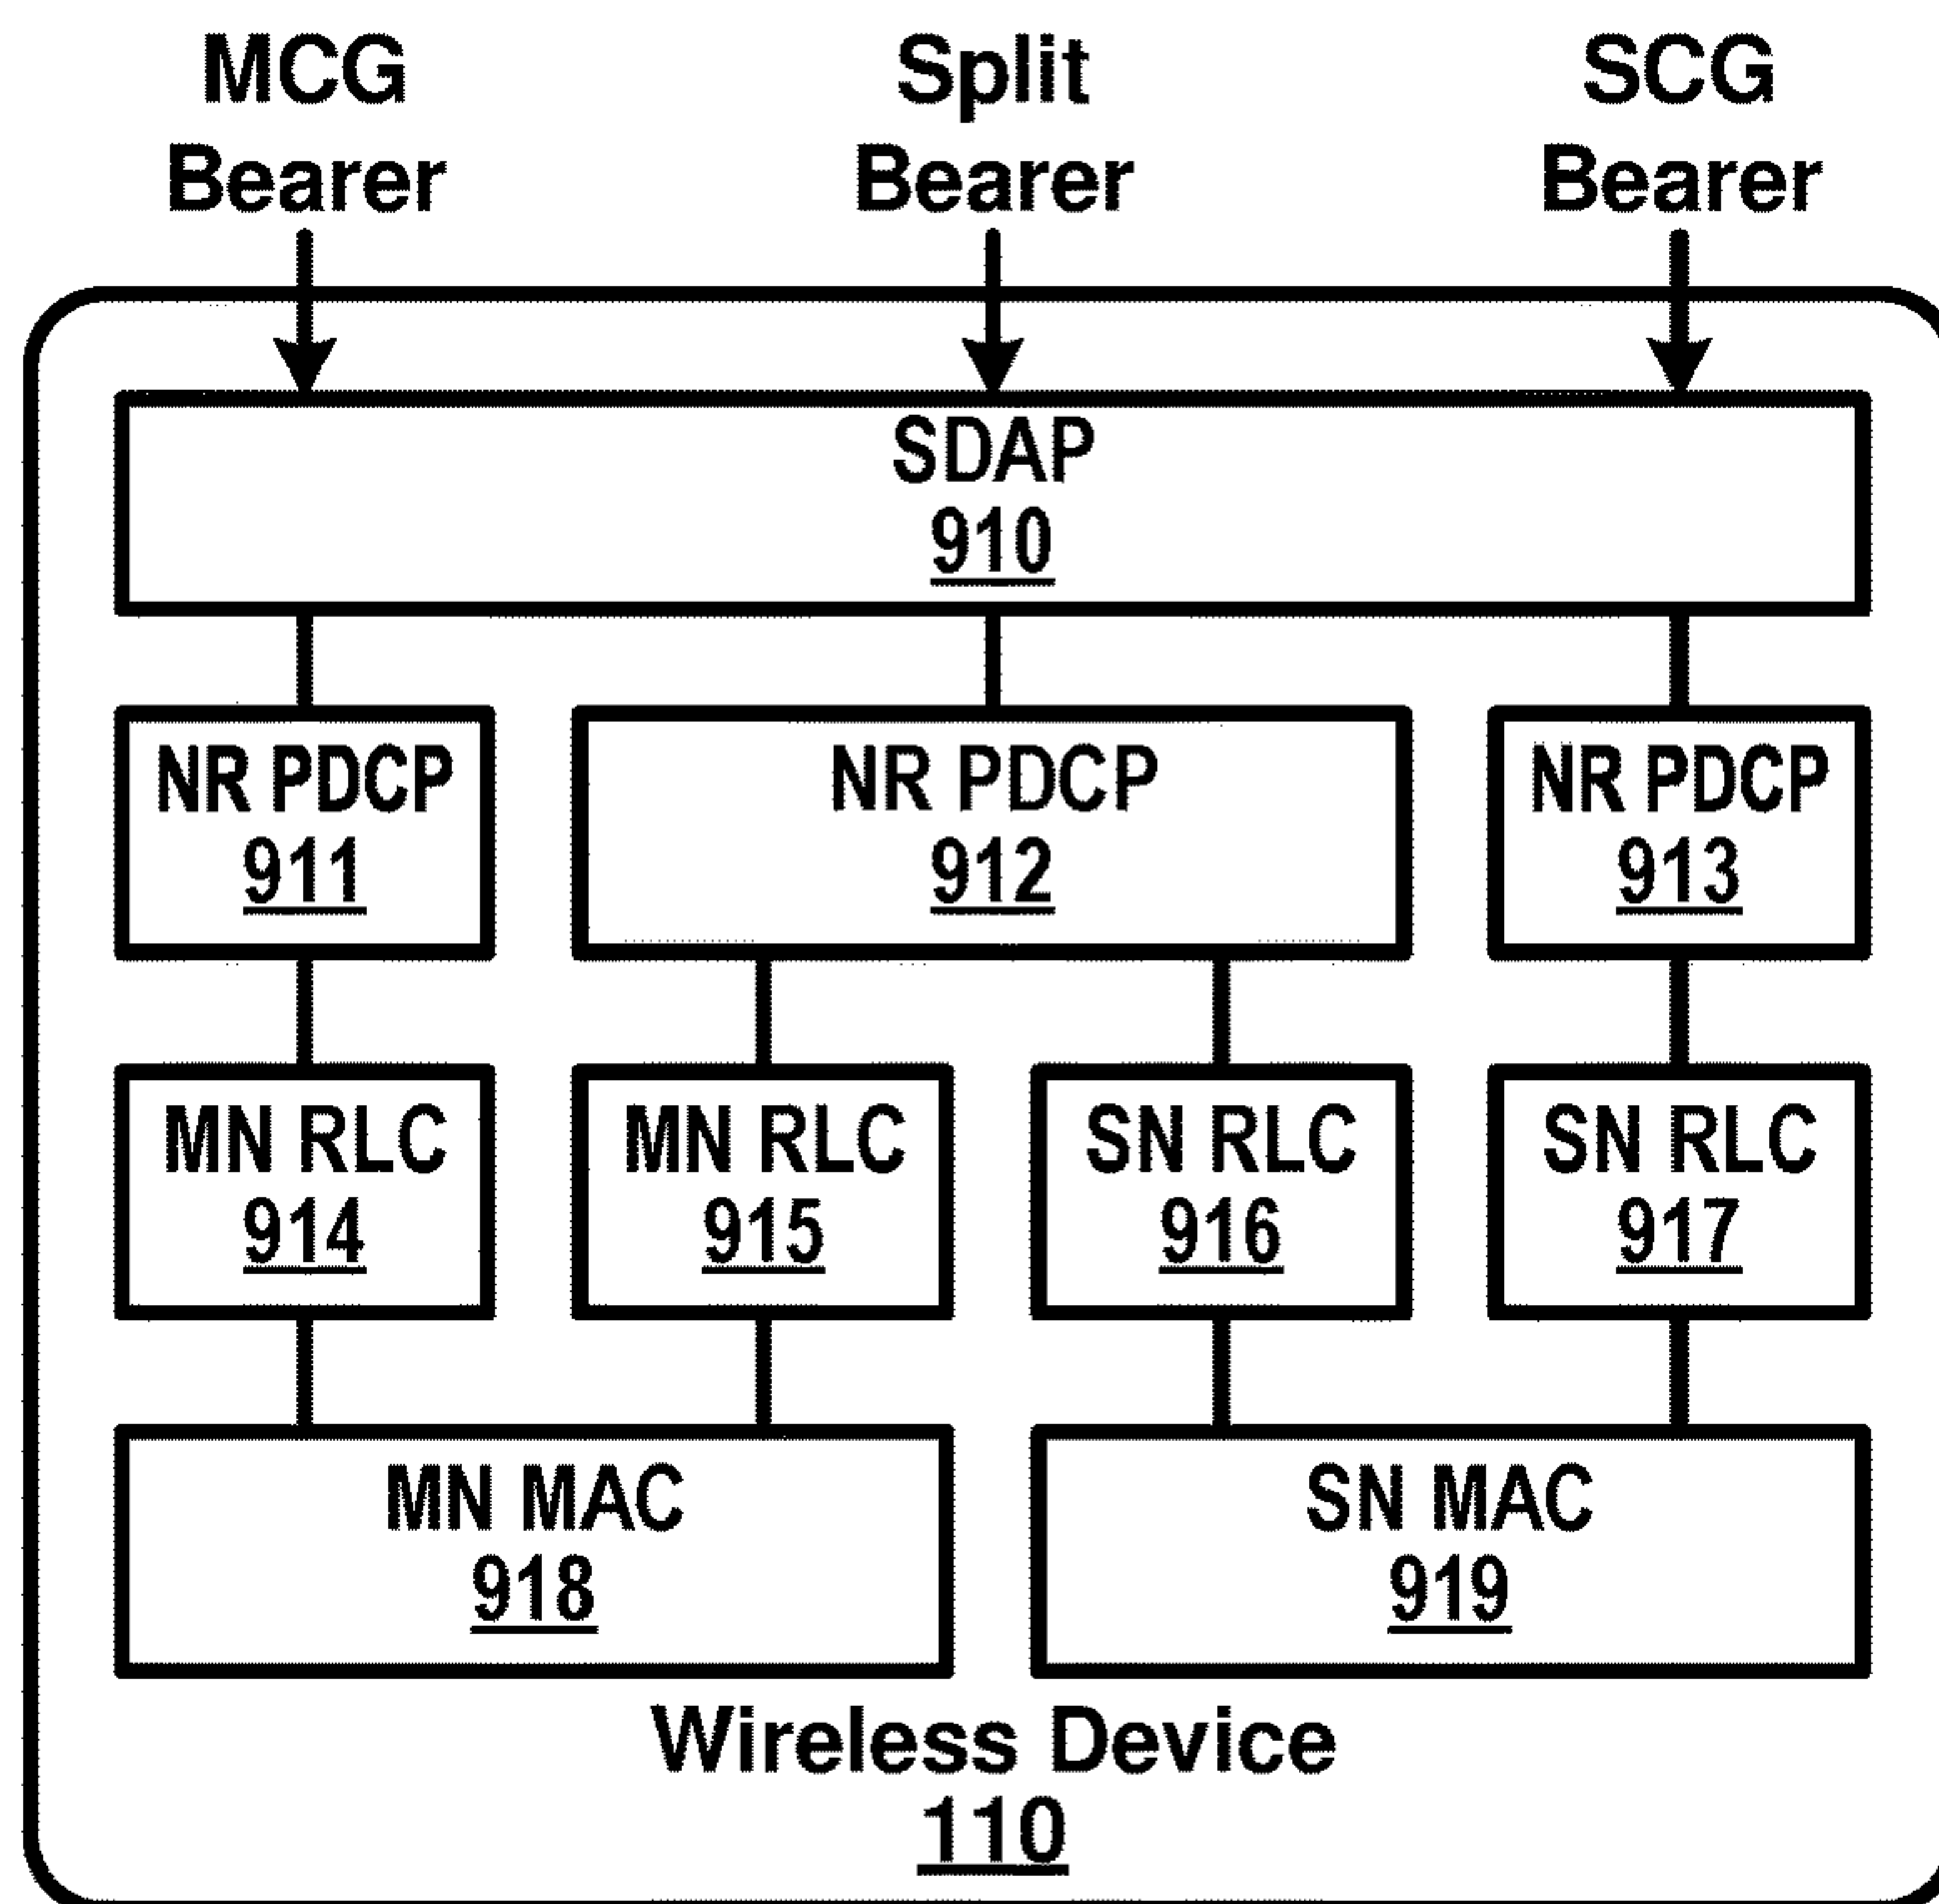 MCG Bearer
Split Bearer
SCG Bearer
SDAP
910
NR PDCP
911
NR PDCP
912
NR PDCP
913
MN RLC
914
MN RLC
915
SN RLC
916
SN RLC
917
MN MAC
918
SN MAC
919
Wireless Device
110